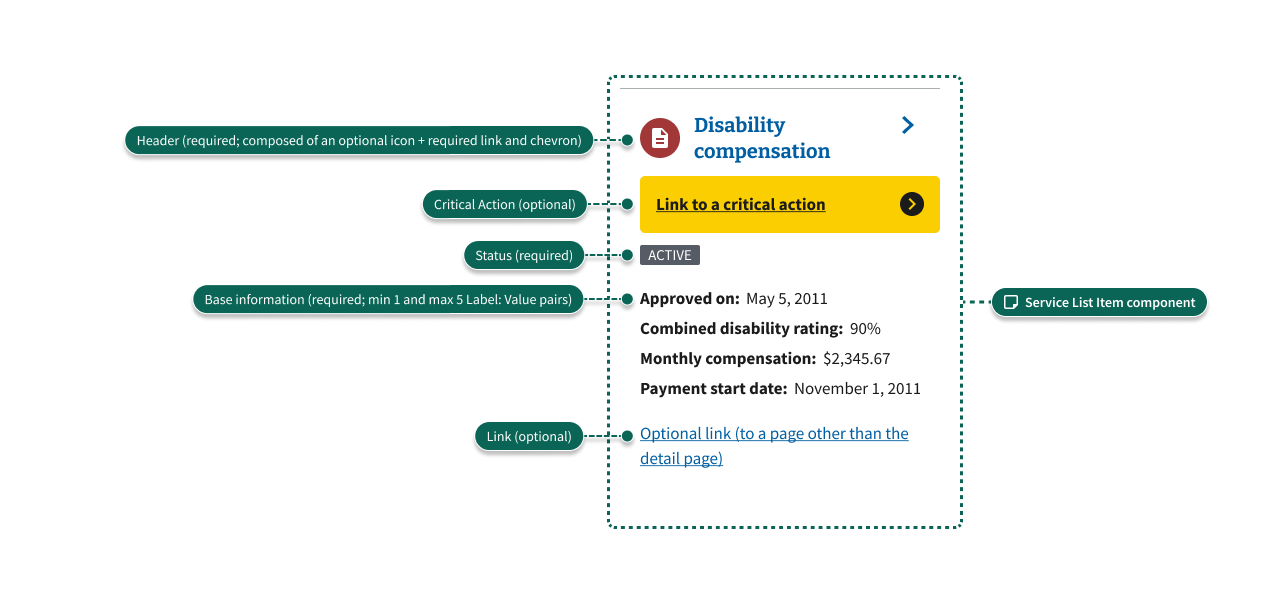 Header (required; composed of an optional icon + required link and chevron)
Disability
compensation
Critical Action (optional)
Link to a critical action
Status (required)
ACTIVE
Base information (required; min 1 and max 5 Label: Value pairs)
Approved on: May 5, 2011
Service List Item component
Combined disability rating: 90%
Monthly compensation: $2,345.67
Payment start date: November 1, 2011
Link (optional)
Optional link (to a page other than the
detail page)